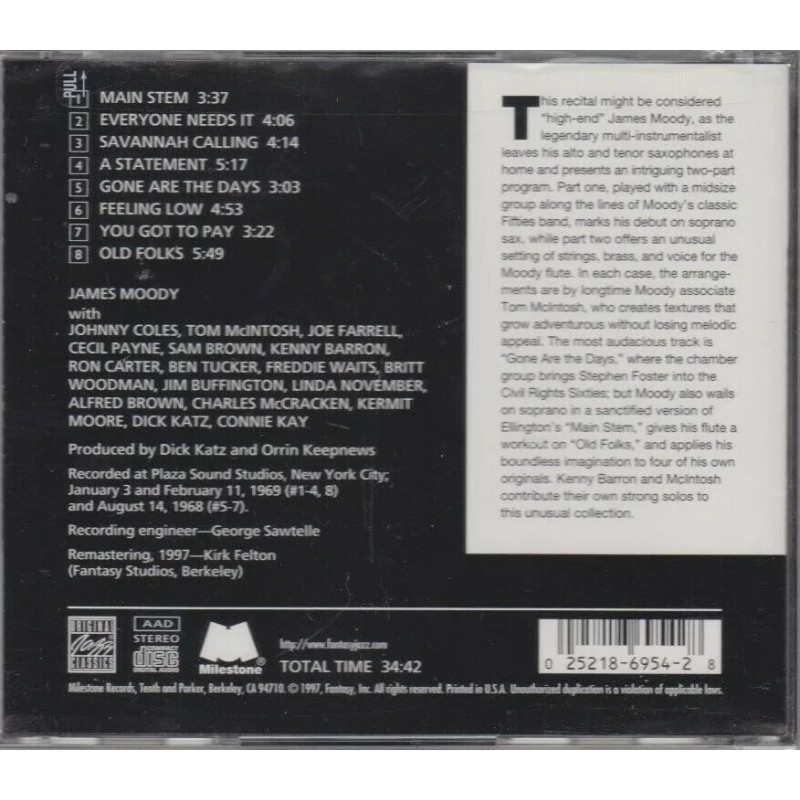 PULL
1 MAIN STEM 3:37
2 EVERYONE NEEDS IT 4:06
3 SAVANNAH CALLING 4:14
4 A STATEMENT 5:17
5 GONE ARE THE DAYS 3:03
6 FEELING LOW 4:53
7 YOU GOT TO PAY 3:22
8 OLD FOLKS 5:49
JAMES MOODY
with
JOHNNY COLES, TOM McINTOSH, JOE FARRELL,
CECIL PAYNE, SAM BROWN, KENNY BARRON,
RON CARTER, BEN TUCKER, FREDDIE WAITS, BRITT
WOODMAN, JIM BUFFINGTON, LINDA NOVEMBER,
ALFRED BROWN, CHARLES McCRACKEN, KERMIT
MOORE, DICK KATZ, CONNIE KAY
Produced by Dick Katz and Orrin Keepnews
Recorded at Plaza Sound Studios, New York City;
January 3 and February 11, 1969 (#1-4, 8)
and August 14, 1968 (#5-7).
Recording engineer—George Sawtelle
Remastering, 1997—Kirk Felton
(Fantasy Studios, Berkeley)
This recital might be considered
"high-end" James Moody, as the
legendary multi-instrumentalist
leaves his alto and tenor saxophones at
home and presents an intriguing two-part
program. Part one, played with a midsize
group along the lines of Moody's classic
Fifties band, marks his debut on soprano
sax, while part two offers an unusual
setting of strings, brass, and voice for the
Moody flute. In each case, the arrange-
ments are by longtime Moody associate
Tom McIntosh, who creates textures that
grow adventurous without losing melodic
appeal. The most audacious track is
"Gone Are the Days," where the chamber
group brings Stephen Foster into the
Civil Rights Sixties; but Moody also wails
on soprano in a sanctified version of
Ellington's "Main Stem," gives his flute a
workout on "Old Folks," and applies his
boundless imagination to four of his own
originals. Kenny Barron and McIntosh
contribute their own strong solos to
this unusual collection.
ORIGINAL Jazz CLASSICS
AAD
STEREO
COMPACT disc DIGITAL AUDIO
Milestone®
http://www.fantasyjazz.com
TOTAL TIME 34:42
0 25218-6954-2 8
Milestone Records, Tenth and Parker, Berkeley, CA 94710. © 1997, Fantasy, Inc. All rights reserved. Printed in U.S.A. Unauthorized duplication is a violation of applicable laws.